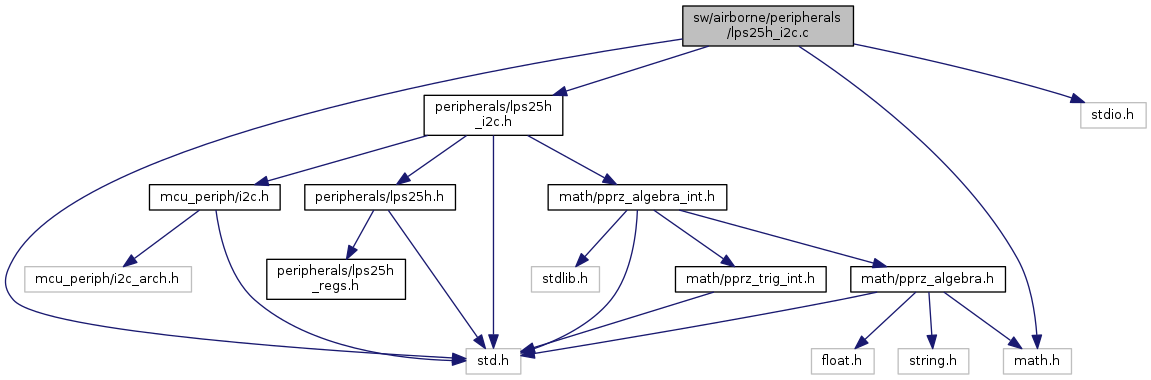 sw/airborne/peripherals
/lps25h_i2c.c
peripherals/lps25h
_i2c.h
stdio.h
mcu_periph/i2c.h
peripherals/lps25h.h
math/pprz_algebra_int.h
mcu_periph/i2c_arch.h
peripherals/lps25h
_regs.h
stdlib.h
math/pprz_trig_int.h
math/pprz_algebra.h
std.h
float.h
string.h
math.h